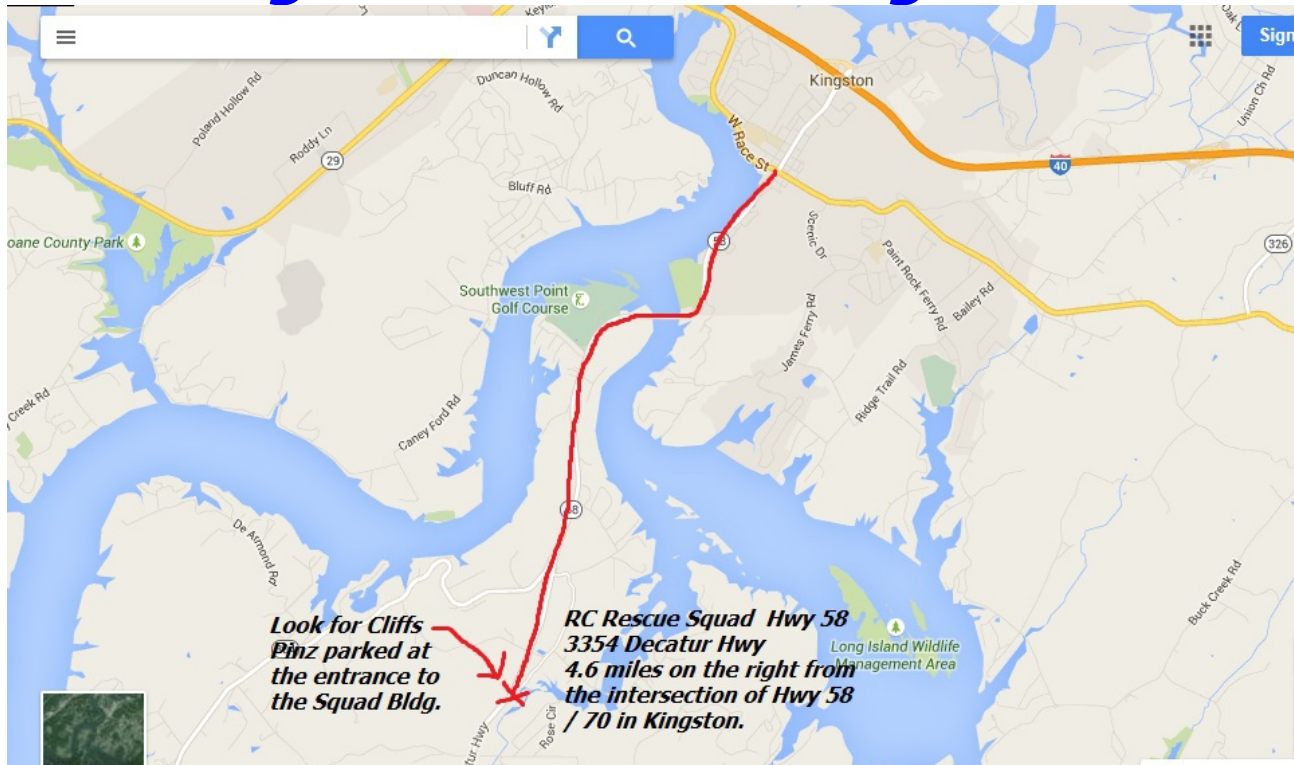 Kingston
Duncan Hollow Rd
Poland Hollow Rd
Roddy Ln
Union Ch Rd
W Race St
29
40
Bluff Rd
Scenic Dr
58
326
Paint Rock Ferry Rd
Bailey Rd
oane County Park
Southwest Point
Golf Course
James Ferry Rd
Ridge Trail Rd
Creek Rd
Caney Ford Rd
58
De Armond Rd
Buck Creek Rd
Look for Cliffs
Pinz parked at
the entrance to
the Squad Bldg.
RC Rescue Squad Hwy 58
3354 Decatur Hwy
4.6 miles on the right from
the intersection of Hwy 58
/ 70 in Kingston.
Long Island Wildlife
Management Area
Rose Cir
tur Hwy
Sign